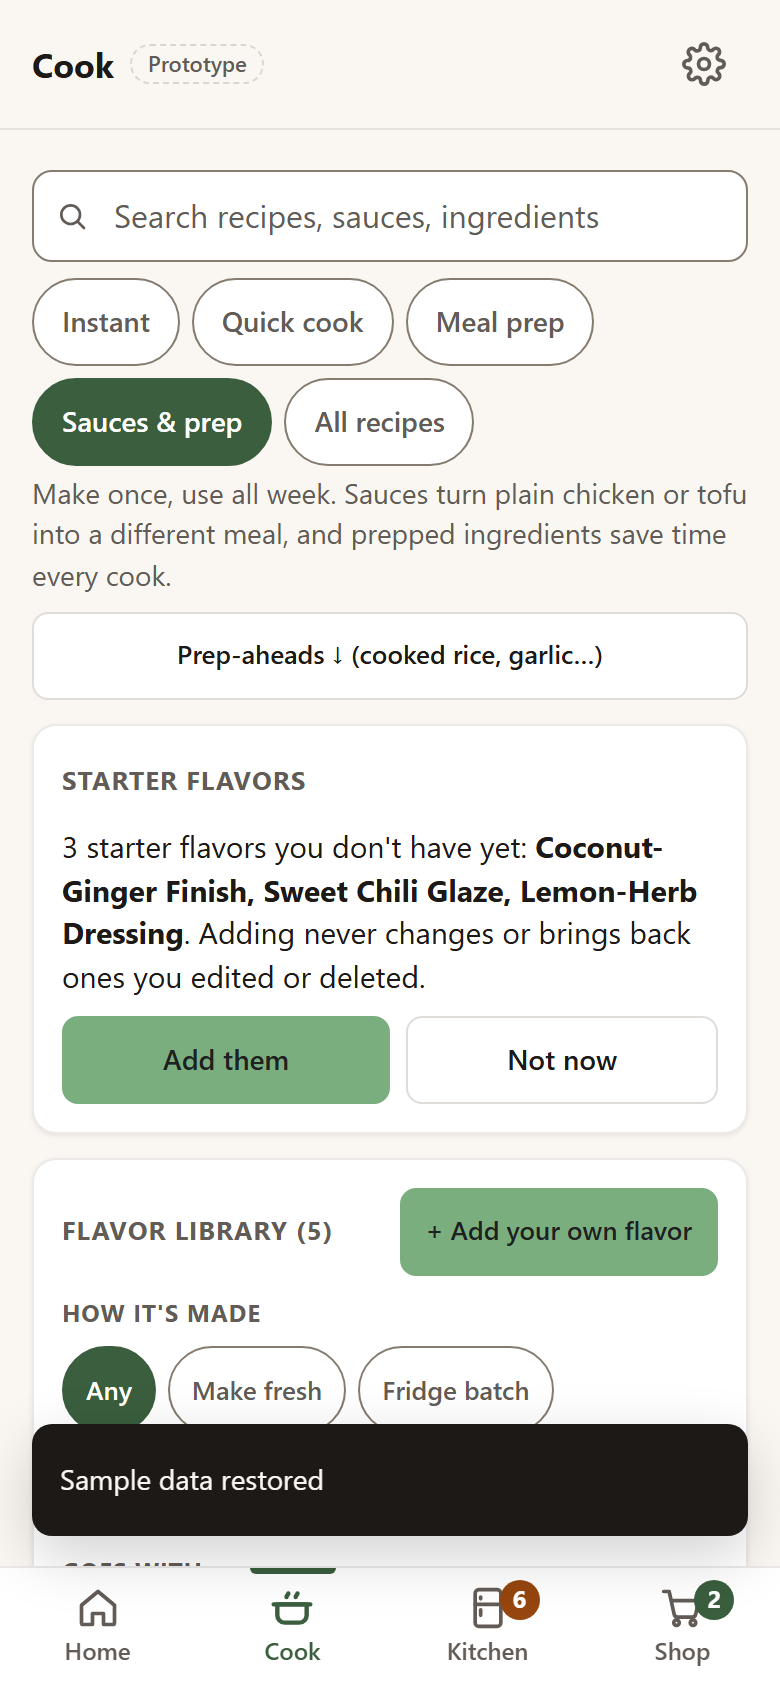 Cook
Prototype
Search recipes, sauces, ingredients
Instant
Quick cook
Meal prep
Sauces & prep
All recipes
Make once, use all week. Sauces turn plain chicken or tofu
into a different meal, and prepped ingredients save time
every cook.
Prep-aheads ↓ (cooked rice, garlic...)
STARTER FLAVORS
3 starter flavors you don't have yet: Coconut-
Ginger Finish, Sweet Chili Glaze, Lemon-Herb
Dressing. Adding never changes or brings back
ones you edited or deleted.
Add them
Not now
FLAVOR LIBRARY (5)
+ Add your own flavor
HOW IT'S MADE
Any
Make fresh
Fridge batch
Sample data restored
6
2
Home
Cook
Kitchen
Shop